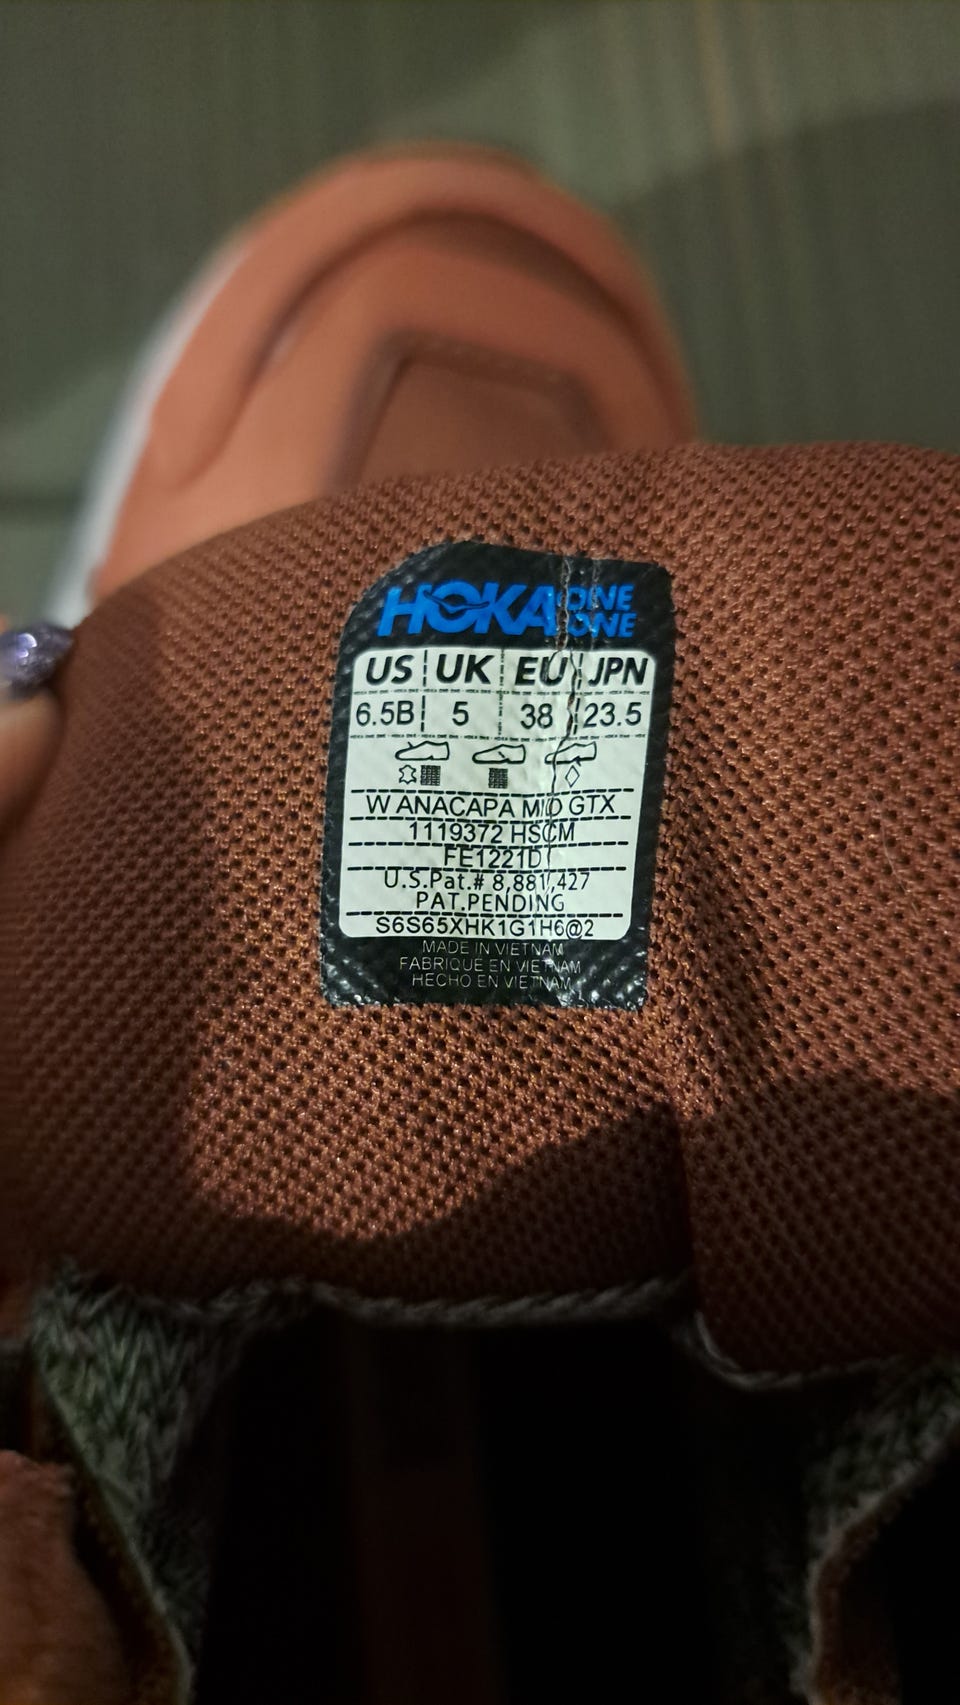 HOKA ONE ONE
US UK EU JPN
6.5B 5 38 23.5
W ANACAPA MID GTX
1119372 HSCM
FE1221D
U.S.Pat.# 8,881,427
PAT.PENDING
S6S65XHK1G1H6@2
MADE IN VIETNAM
FABRIQUÉ EN VIETNAM
HECHO EN VIETNAM